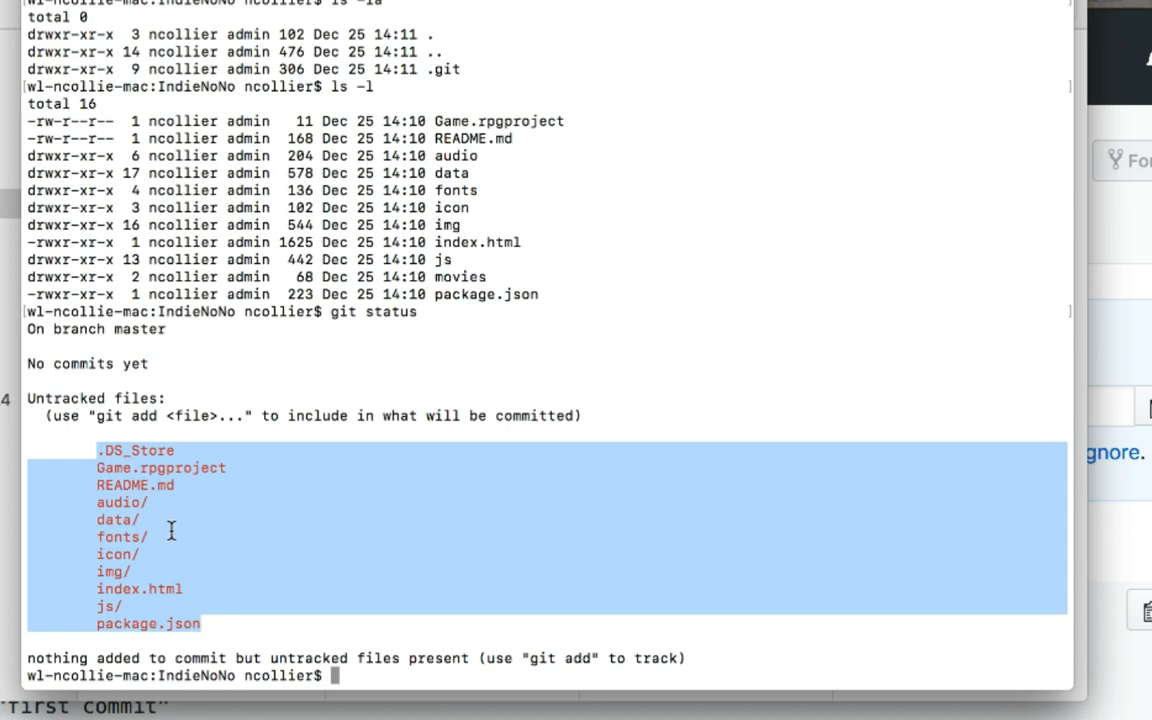 wl-ncollie-mac:IndieNoNo ncollier$ ls -la
total 0
drwxr-xr-x  3 ncollier admin 102 Dec 25 14:11 .
drwxr-xr-x 14 ncollier admin 476 Dec 25 14:11 ..
drwxr-xr-x  9 ncollier admin 306 Dec 25 14:11 .git
[wl-ncollie-mac:IndieNoNo ncollier$ ls -l ]
total 16
-rw-r--r--  1 ncollier admin   11 Dec 25 14:10 Game.rpgproject
-rw-r--r--  1 ncollier admin  168 Dec 25 14:10 README.md
drwxr-xr-x  6 ncollier admin  204 Dec 25 14:10 audio
drwxr-xr-x 17 ncollier admin  578 Dec 25 14:10 data
drwxr-xr-x  4 ncollier admin  136 Dec 25 14:10 fonts
drwxr-xr-x  3 ncollier admin  102 Dec 25 14:10 icon
drwxr-xr-x 16 ncollier admin  544 Dec 25 14:10 img
-rwxr-xr-x  1 ncollier admin 1625 Dec 25 14:10 index.html
drwxr-xr-x 13 ncollier admin  442 Dec 25 14:10 js
drwxr-xr-x  2 ncollier admin   68 Dec 25 14:10 movies
-rwxr-xr-x  1 ncollier admin  223 Dec 25 14:10 package.json
[wl-ncollie-mac:IndieNoNo ncollier$ git status ]
On branch master
No commits yet
Untracked files:
(use "git add <file>..." to include in what will be committed)
.DS_Store
Game.rpgproject
README.md
audio/
data/
fonts/
icon/
img/
index.html
js/
package.json
nothing added to commit but untracked files present (use "git add" to track)
wl-ncollie-mac:IndieNoNo ncollier$
"first commit"
4
Fo
gnore.